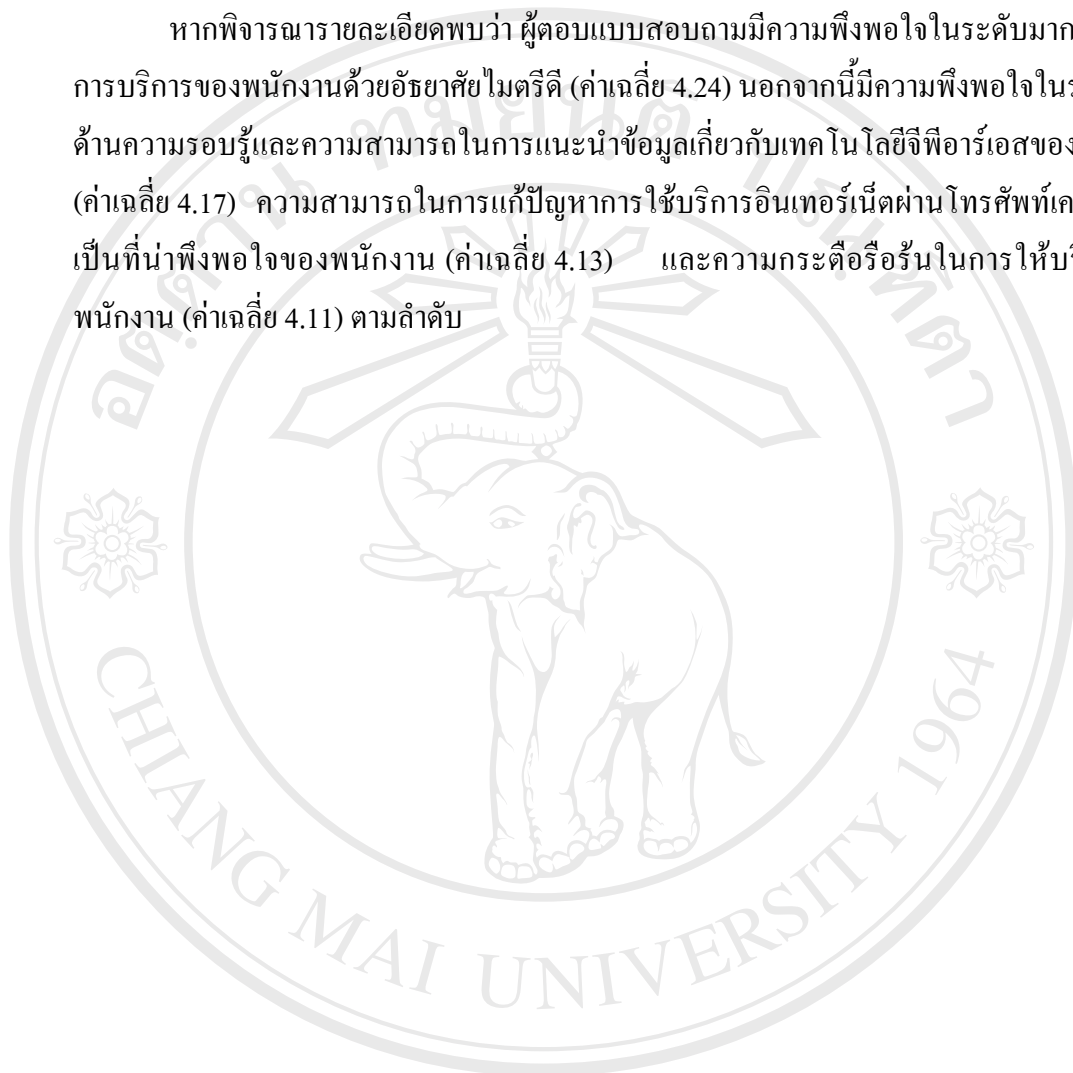 หากพิจารณารายละเอียดพบว่า ผู้ตอบแบบสอบถามมีความพึงพอใจในระดับมาก
การบริการของพนักงานด้วยอัธยาศัยไมตรีดี (ค่าเฉลี่ย 4.24) นอกจากนี้มีความพึงพอใจใน
ด้านความรอบรู้และความสามารถในการแนะนำข้อมูลเกี่ยวกับเทคโนโลยีจีพีอาร์เอสของ
(ค่าเฉลี่ย 4.17) ความสามารถในการแก้ปัญหาการใช้บริการอินเทอร์เน็ตผ่านโทรศัพท์เค
เป็นที่น่าพึงพอใจของพนักงาน (ค่าเฉลี่ย 4.13) และความกระตือรือร้นในการให้บริ
พนักงาน (ค่าเฉลี่ย 4.11) ตามลำดับ
อตฺตานํ ทมยนฺติ ปณฺฑิตา
CHIANG MAI UNIVERSITY 1964